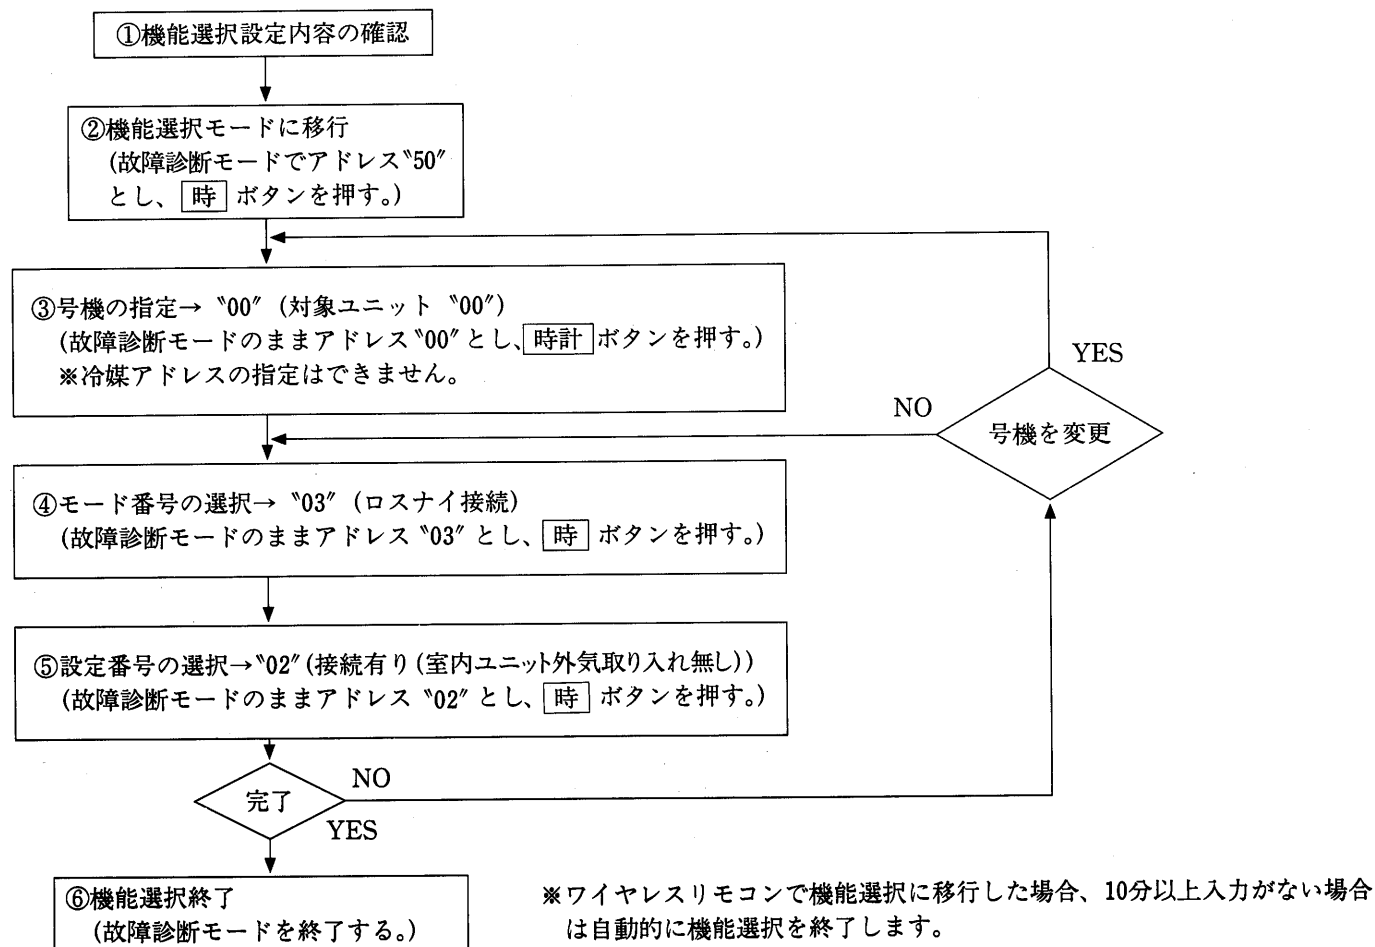 ①機能選択設定内容の確認
②機能選択モードに移行
(故障診断モードでアドレス〝50〞
とし、時ボタンを押す。)
③号機の指定→〝00〞(対象ユニット〝00〞)
(故障診断モードのままアドレス〝00〞とし、時計ボタンを押す。)
※冷媒アドレスの指定はできません。
YES
NO
号機を変更
④モード番号の選択→〝03〞(ロスナイ接続)
(故障診断モードのままアドレス〝03〞とし、時ボタンを押す。)
⑤設定番号の選択→〝02〞(接続有り(室内ユニット外気取り入れ無し))
(故障診断モードのままアドレス〝02〞とし、時ボタンを押す。)
NO
完了
YES
⑥機能選択終了
(故障診断モードを終了する。)
※ワイヤレスリモコンで機能選択に移行した場合、10分以上入力がない場合
は自動的に機能選択を終了します。